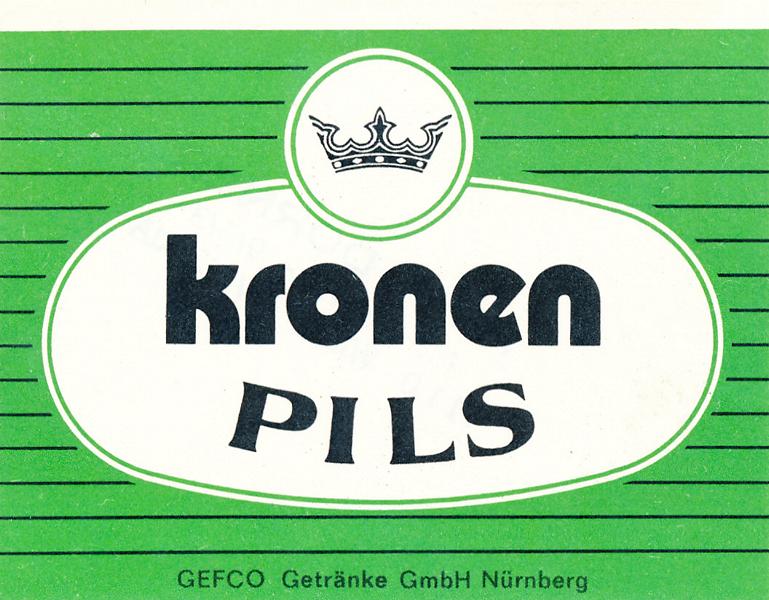 kronen
PILS
GEFCO Getränke GmbH Nürnberg